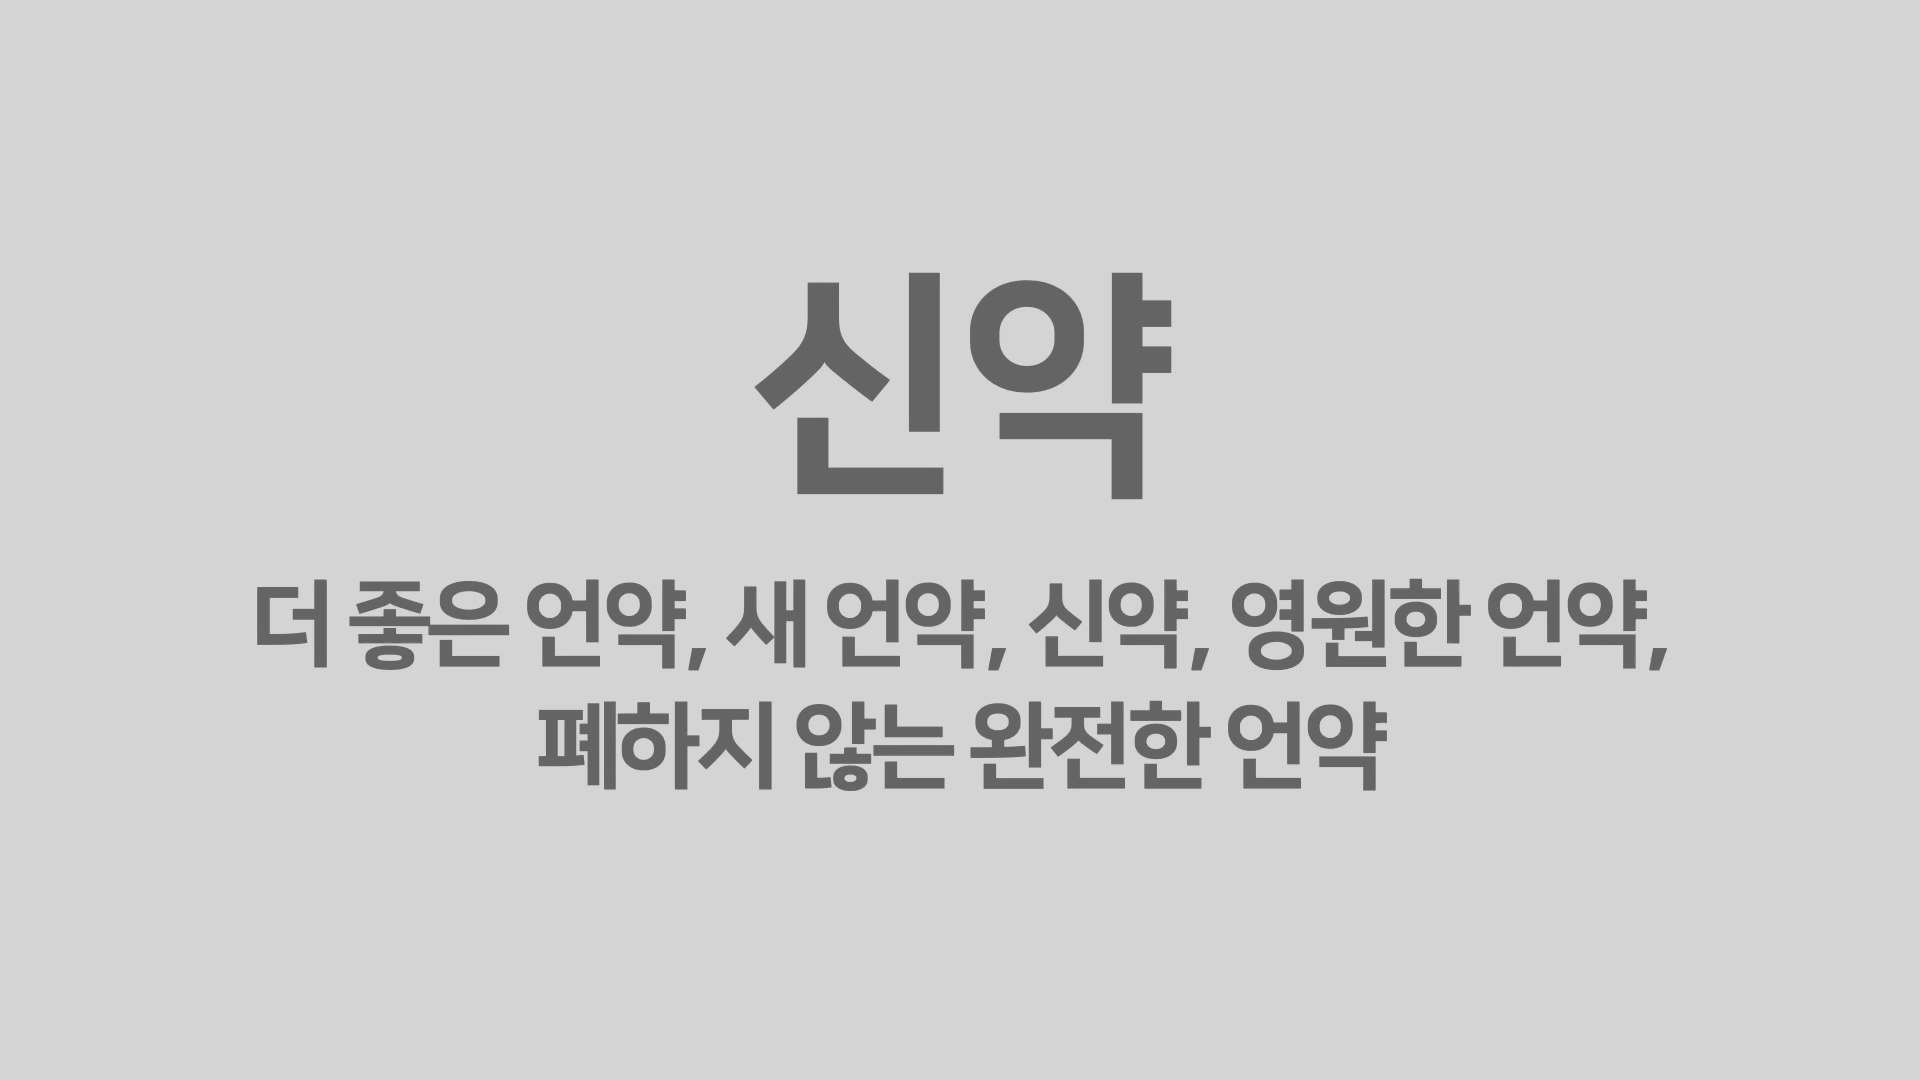 신약
더 좋은 언약, 새 언약, 신약, 영원한 언약,
폐하지 않는 완전한 언약